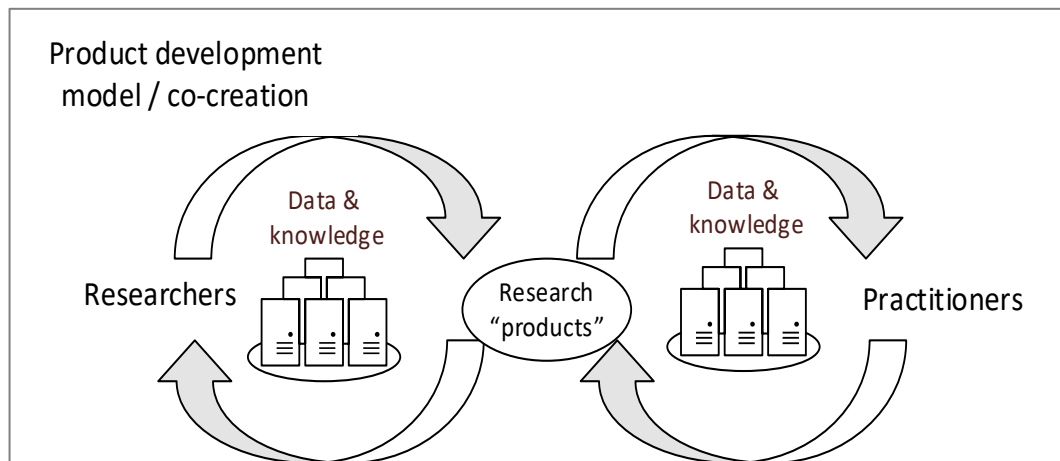 Product development
model / co-creation
Data &
knowledge
Data &
knowledge
Researchers
Research
“products”
Practitioners